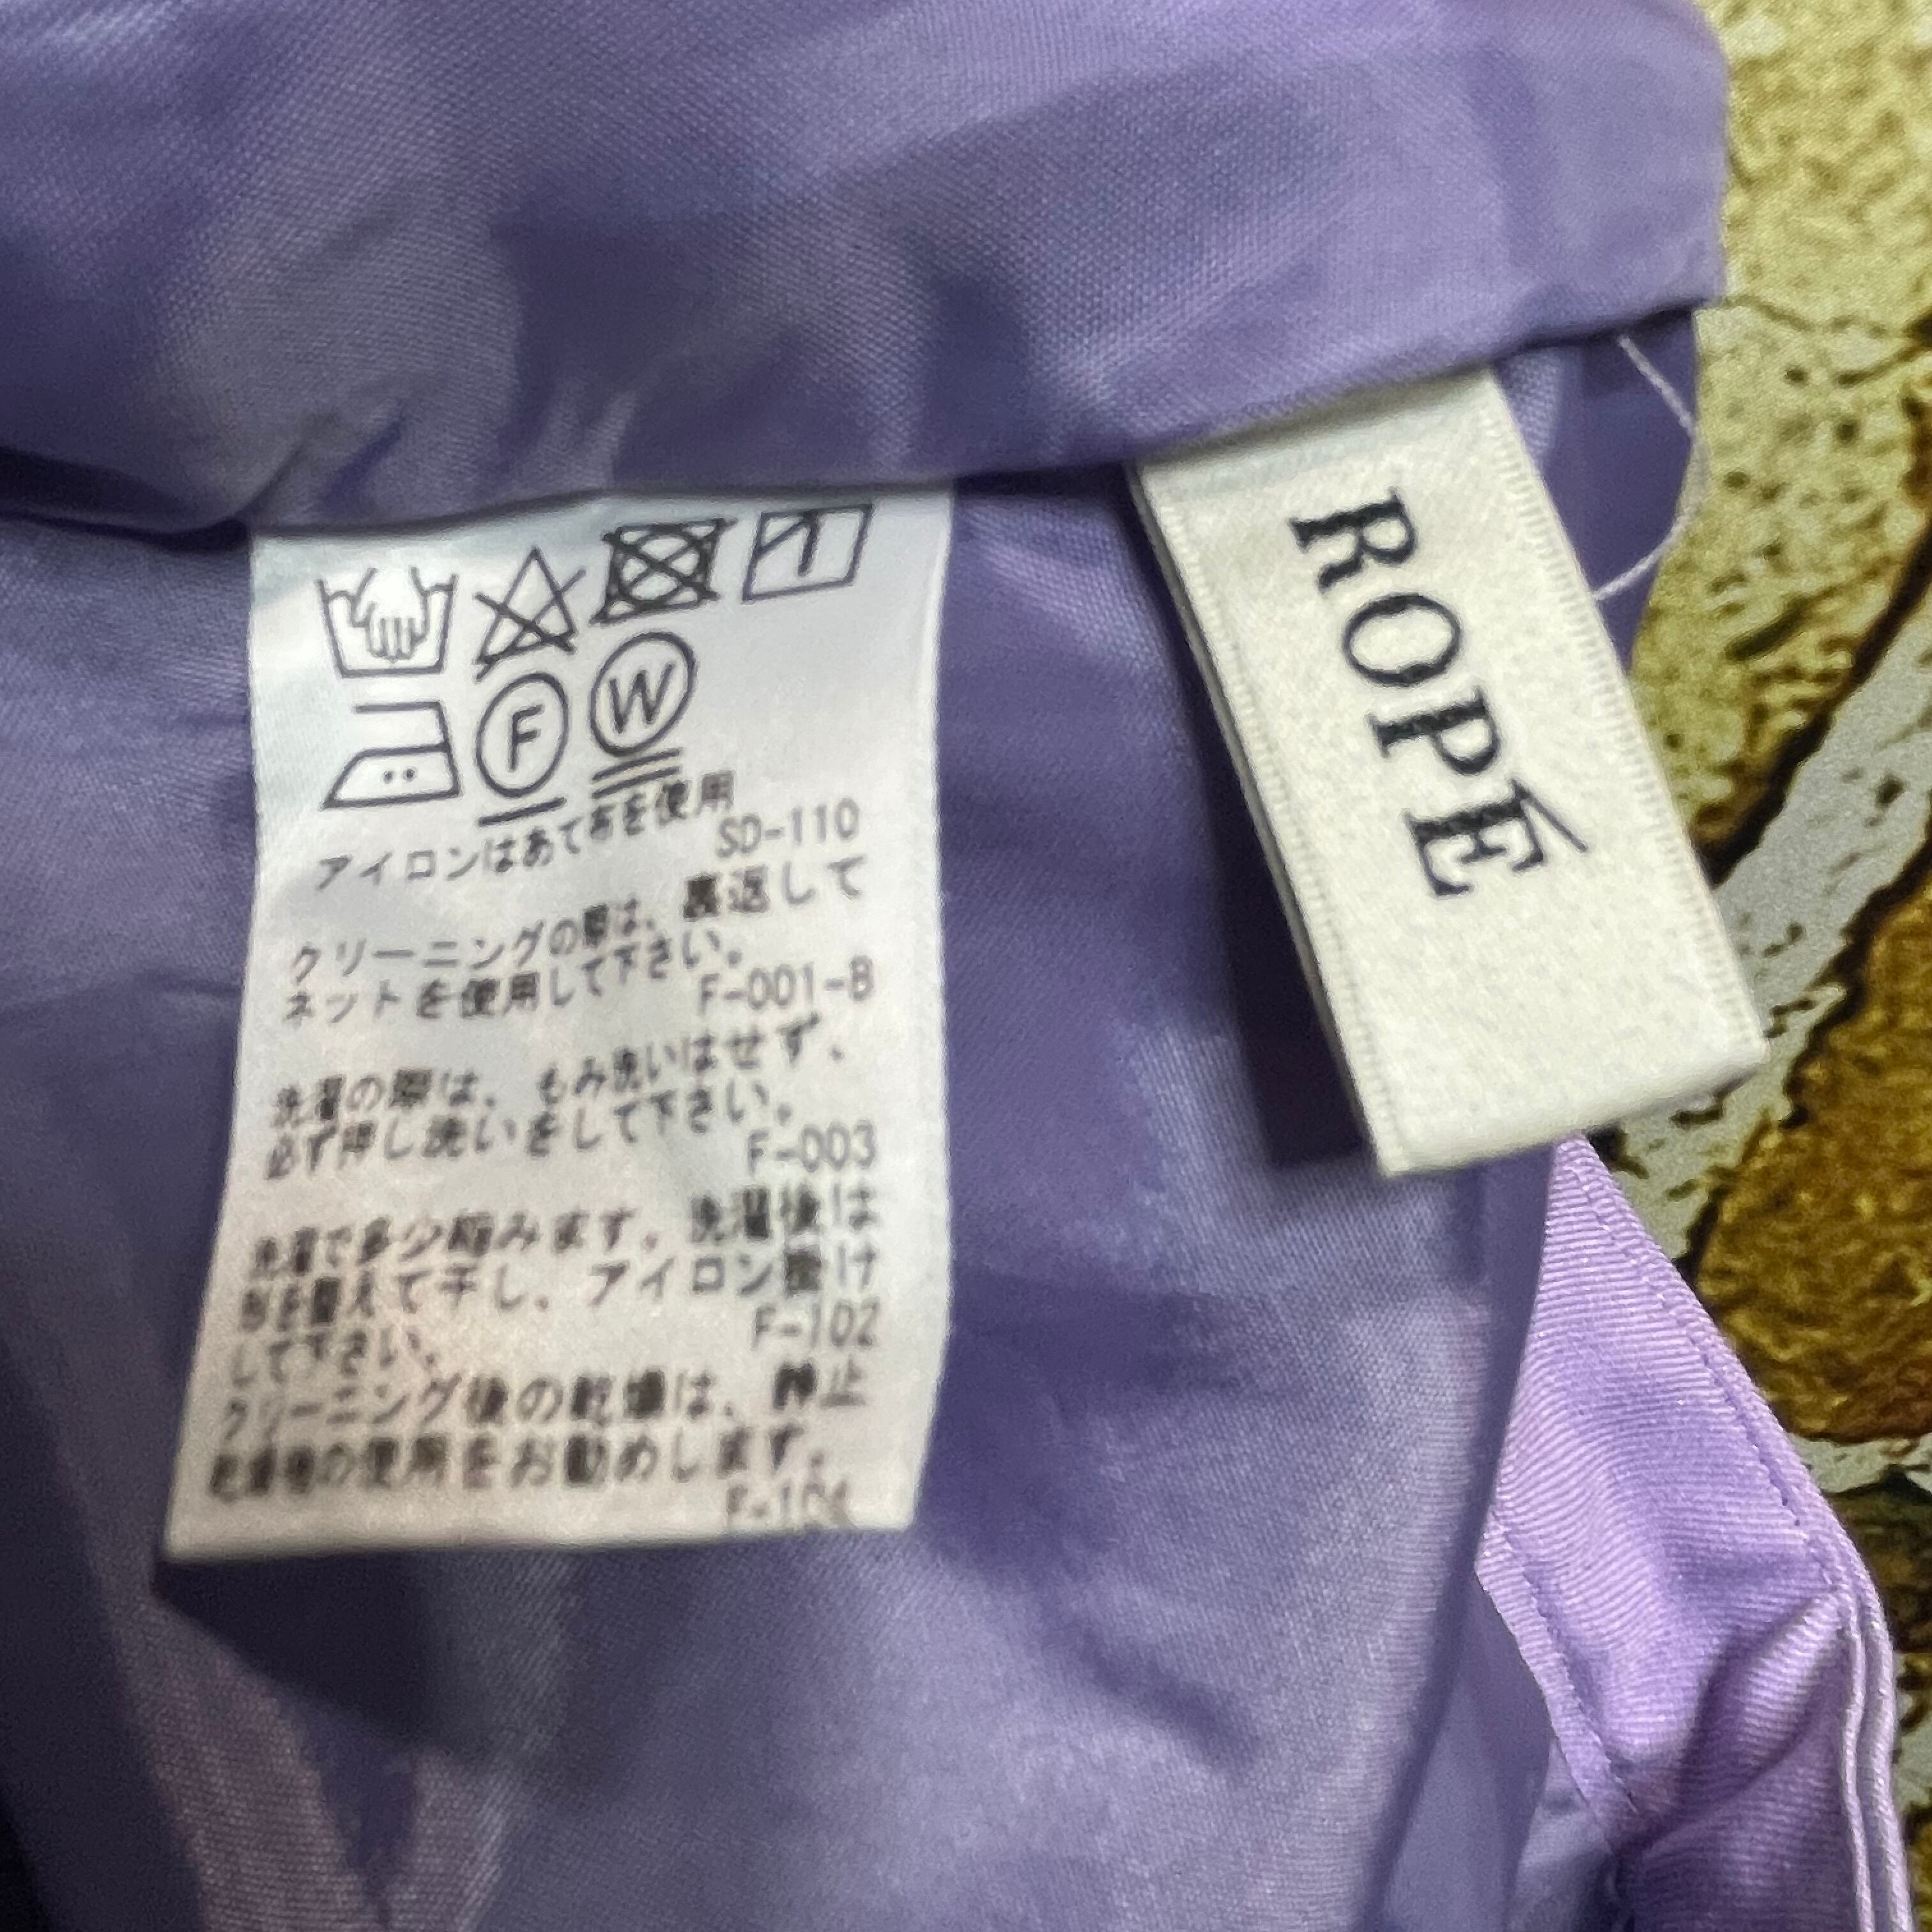 F
W
アイロンはあて布を使用
SD-110
クリーニングの際は、裏返して
ネットを使用して下さい。
F-001-B
洗濯の際は、もみ洗いはせず、
必ず押し洗いをして下さい。
F-003
洗濯で多少縮みます。洗濯後は
形を整えて干し、アイロン掛け
して下さい。
F-102
クリーニング後の乾燥は、静止
乾燥機の使用をお勧めします。
ROPÉ